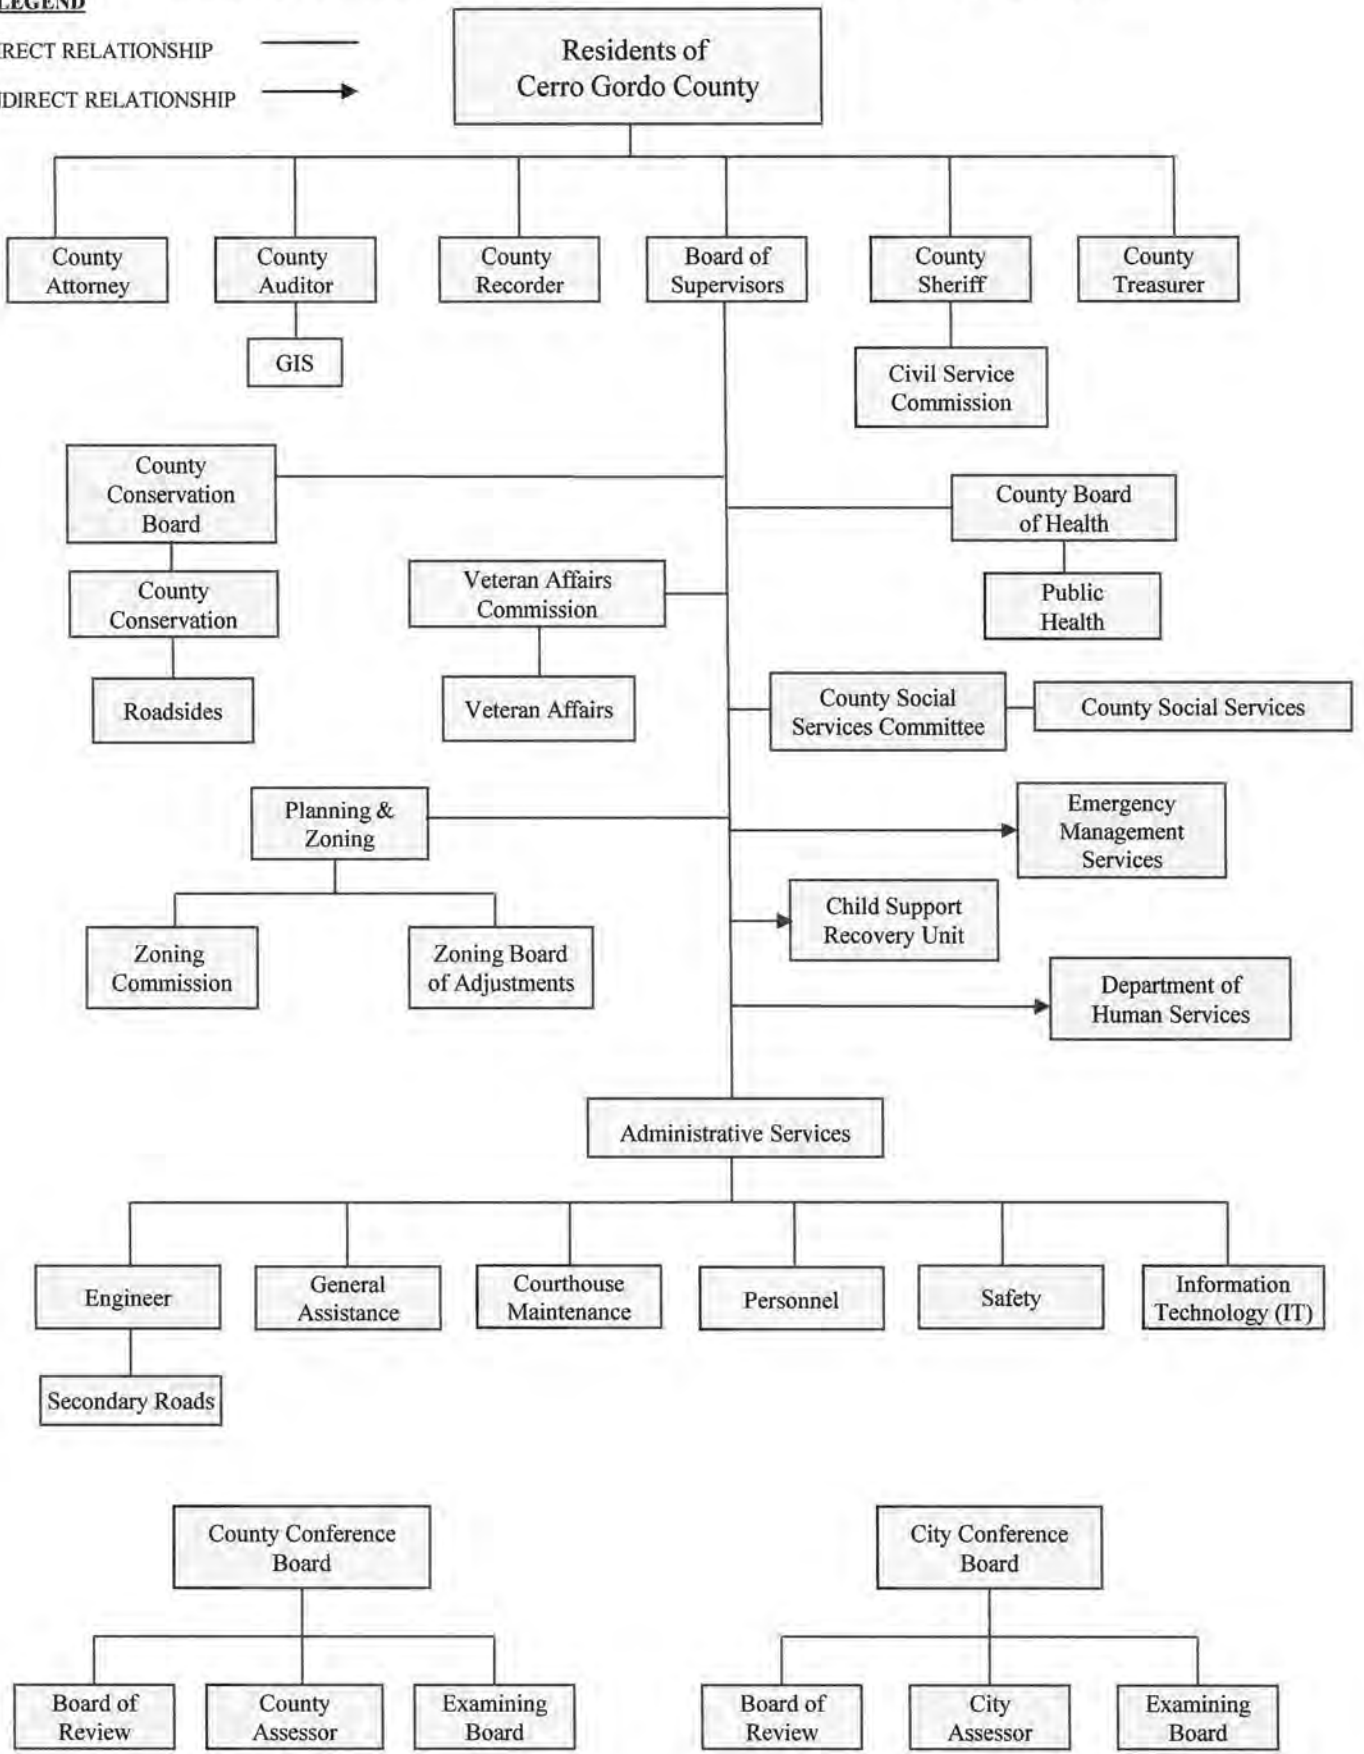 LEGEND
IRECT RELATIONSHIP
NDIRECT RELATIONSHIP
Residents of
Cerro Gordo County
County
Attorney
County
Auditor
County
Recorder
Board of
Supervisors
County
Sheriff
County
Treasurer
GIS
Civil Service
Commission
County
Conservation
Board
County Board
of Health
County
Conservation
Veteran Affairs
Commission
Public
Health
Roadsides
Veteran Affairs
County Social
Services Committee
County Social Services
Planning &
Zoning
Emergency
Management
Services
Child Support
Recovery Unit
Zoning
Commission
Zoning Board
of Adjustments
Department of
Human Services
Administrative Services
Engineer
General
Assistance
Courthouse
Maintenance
Personnel
Safety
Information
Technology (IT)
Secondary Roads
County Conference
Board
City Conference
Board
Board of
Review
County
Assessor
Examining
Board
Board of
Review
City
Assessor
Examining
Board